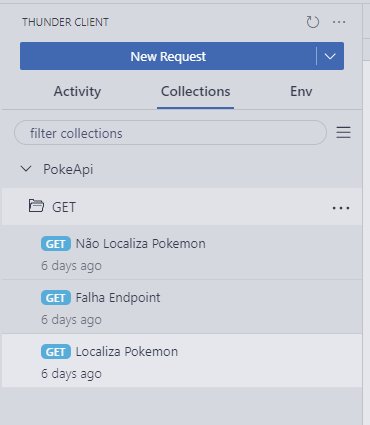 THUNDER CLIENT
New Request
Activity Collections Env
filter collections
PokeApi
GET
GET Não Localiza Pokemon
6 days ago
GET Falha Endpoint
6 days ago
GET Localiza Pokemon
6 days ago